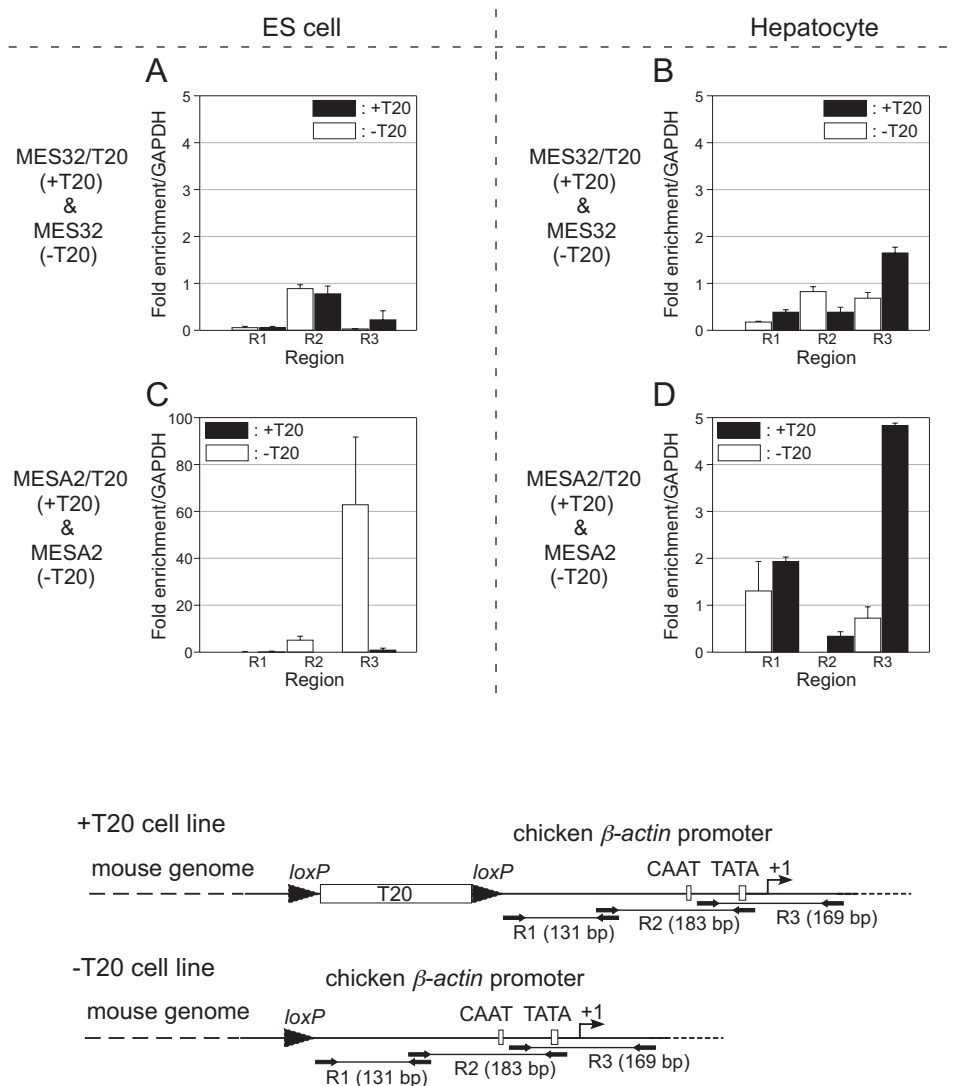 ES cell
Hepatocyte
A
5
4
3
2
1
0
Fold enrichment/GAPDH
: +T20
: -T20
R1 R2 R3
Region
MES32/T20
(+T20)
&
MES32
(-T20)
B
5
4
3
2
1
0
Fold enrichment/GAPDH
: +T20
: -T20
R1 R2 R3
Region
MES32/T20
(+T20)
&
MES32
(-T20)
C
100
80
60
40
20
0
Fold enrichment/GAPDH
: +T20
: -T20
R1 R2 R3
Region
MESA2/T20
(+T20)
&
MESA2
(-T20)
D
5
4
3
2
1
0
Fold enrichment/GAPDH
: +T20
: -T20
R1 R2 R3
Region
MESA2/T20
(+T20)
&
MESA2
(-T20)
+T20 cell line
chicken β-actin promoter
mouse genome
loxP
loxP
CAAT TATA +1
T20
R1 (131 bp)
R2 (183 bp)
R3 (169 bp)
-T20 cell line
chicken β-actin promoter
mouse genome
loxP
CAAT TATA +1
R1 (131 bp)
R2 (183 bp)
R3 (169 bp)